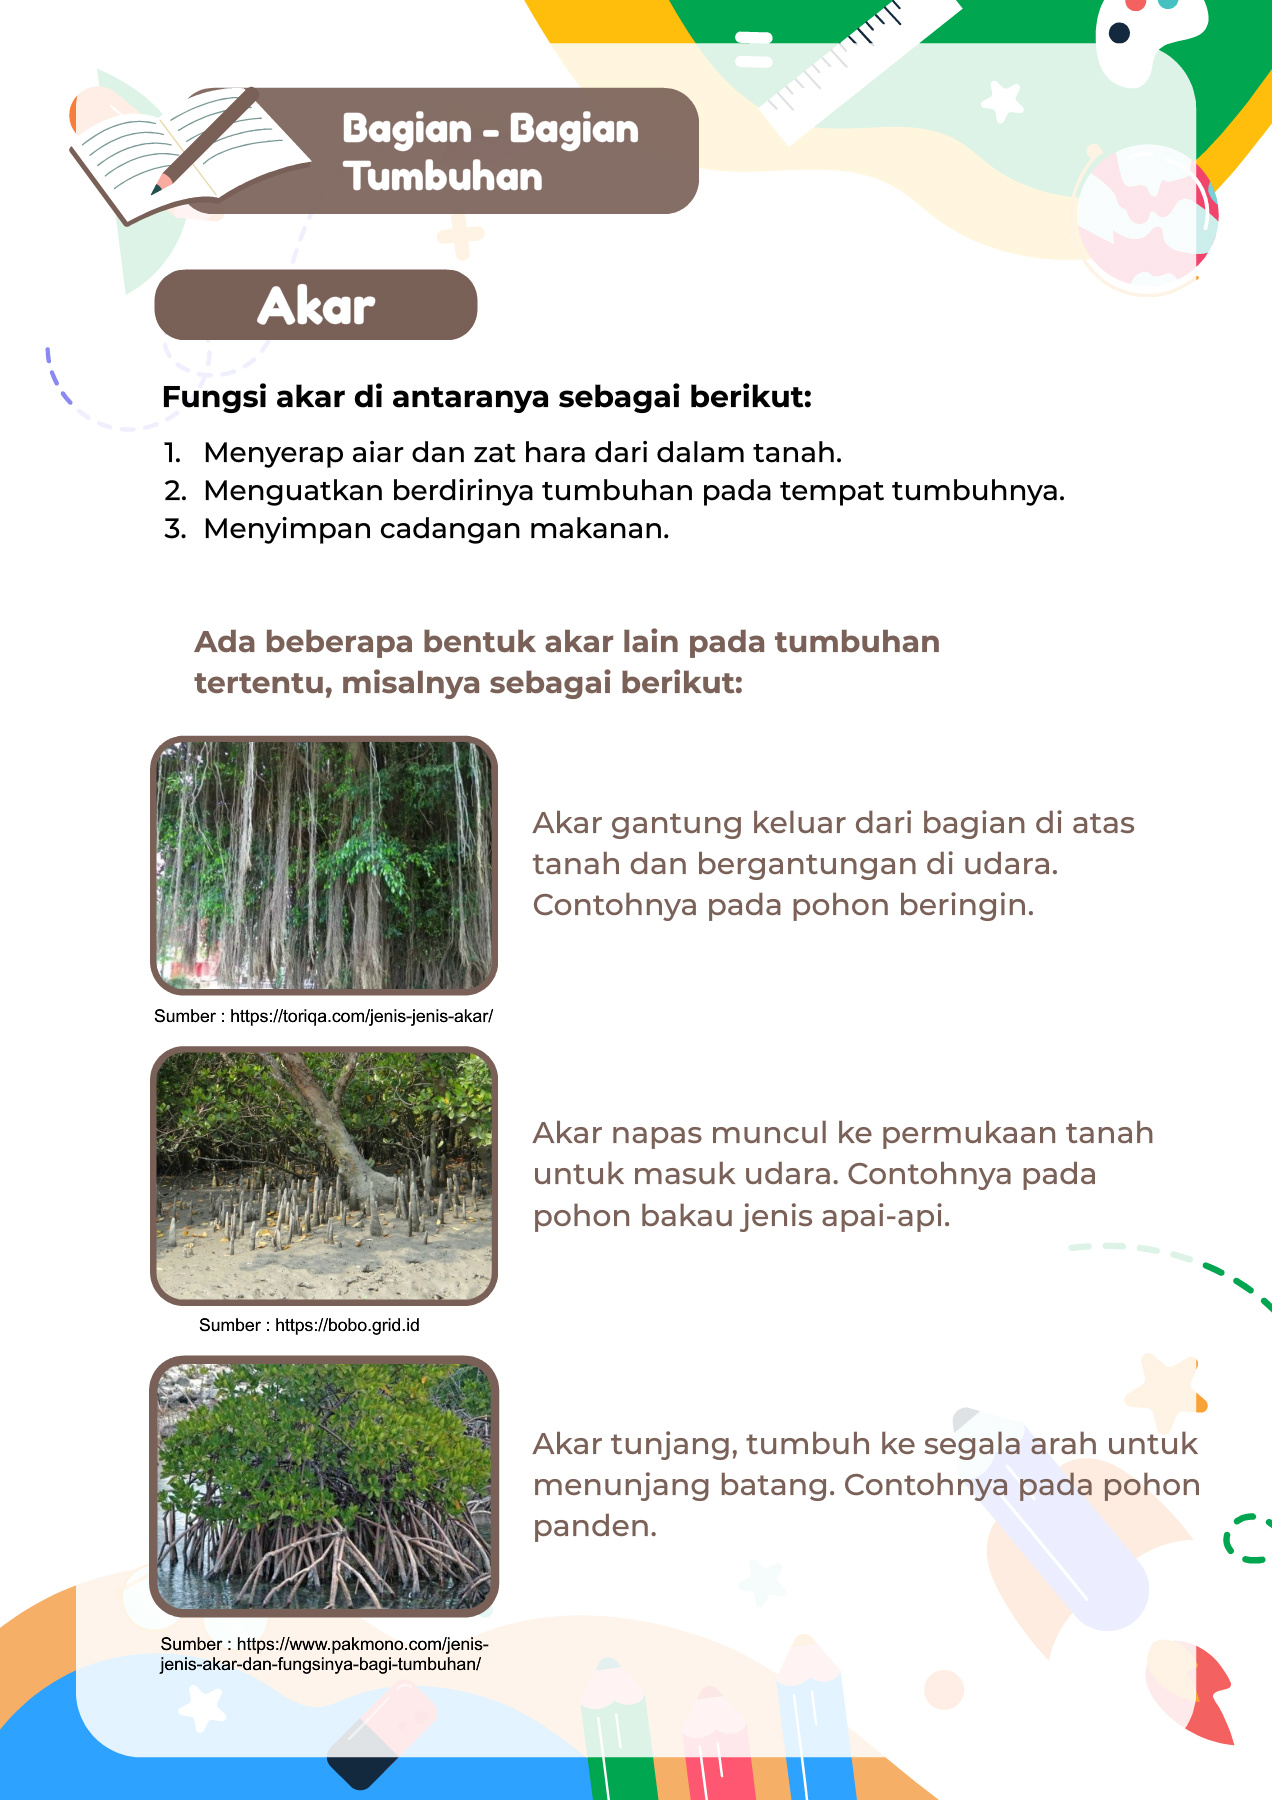 Bagian - Bagian
Tumbuhan
Akar
Fungsi akar di antaranya sebagai berikut:
1. Menyerap aiar dan zat hara dari dalam tanah.
2. Menguatkan berdirinya tumbuhan pada tempat tumbuhnya.
3. Menyimpan cadangan makanan.
Ada beberapa bentuk akar lain pada tumbuhan
tertentu, misalnya sebagai berikut:
Akar gantung keluar dari bagian di atas
tanah dan bergantungan di udara.
Contohnya pada pohon beringin.
Sumber : https://toriqa.com/jenis-jenis-akar/
Akar napas muncul ke permukaan tanah
untuk masuk udara. Contohnya pada
pohon bakau jenis apai-api.
Sumber : https://bobo.grid.id
Akar tunjang, tumbuh ke segala arah untuk
menunjang batang. Contohnya pada pohon
panden.
Sumber : https://www.pakmono.com/jenis-
jenis-akar-dan-fungsinya-bagi-tumbuhan/